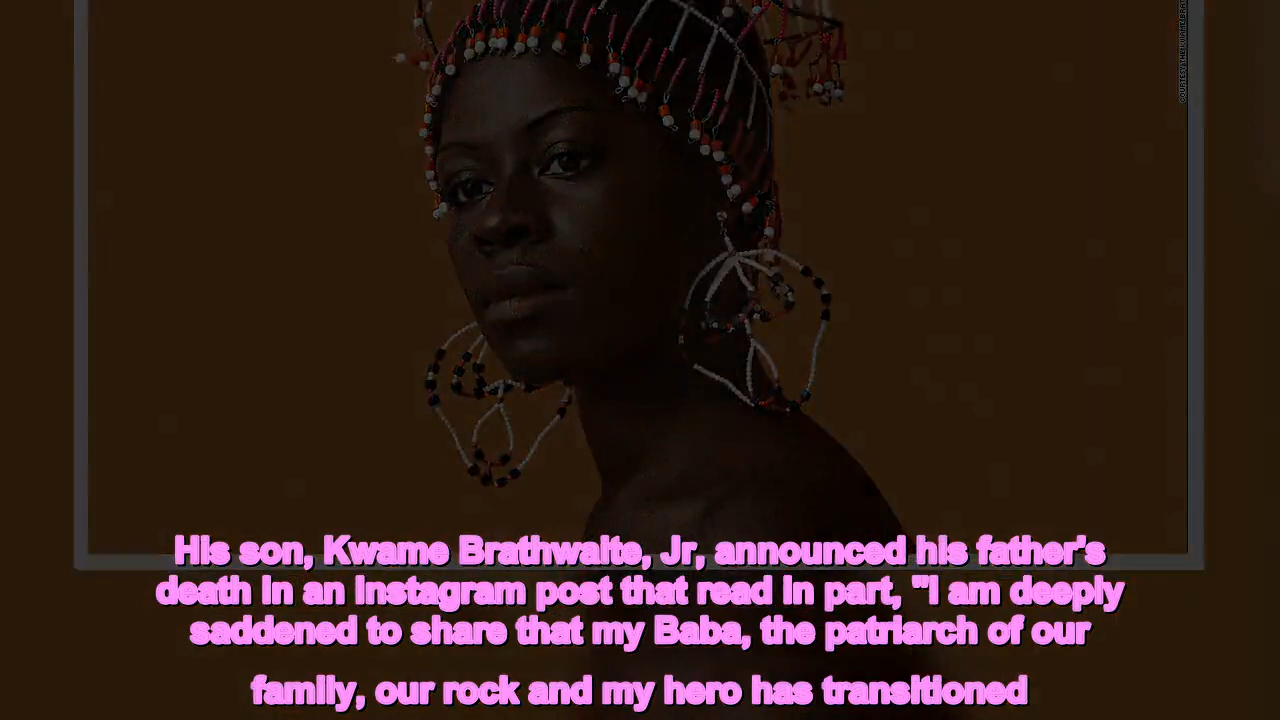 His son, Kwame Brathwaite, Jr, announced his father's
death in an Instagram post that read in part, "I am deeply
saddened to share that my Baba, the patriarch of our
family, our rock and my hero has transitioned